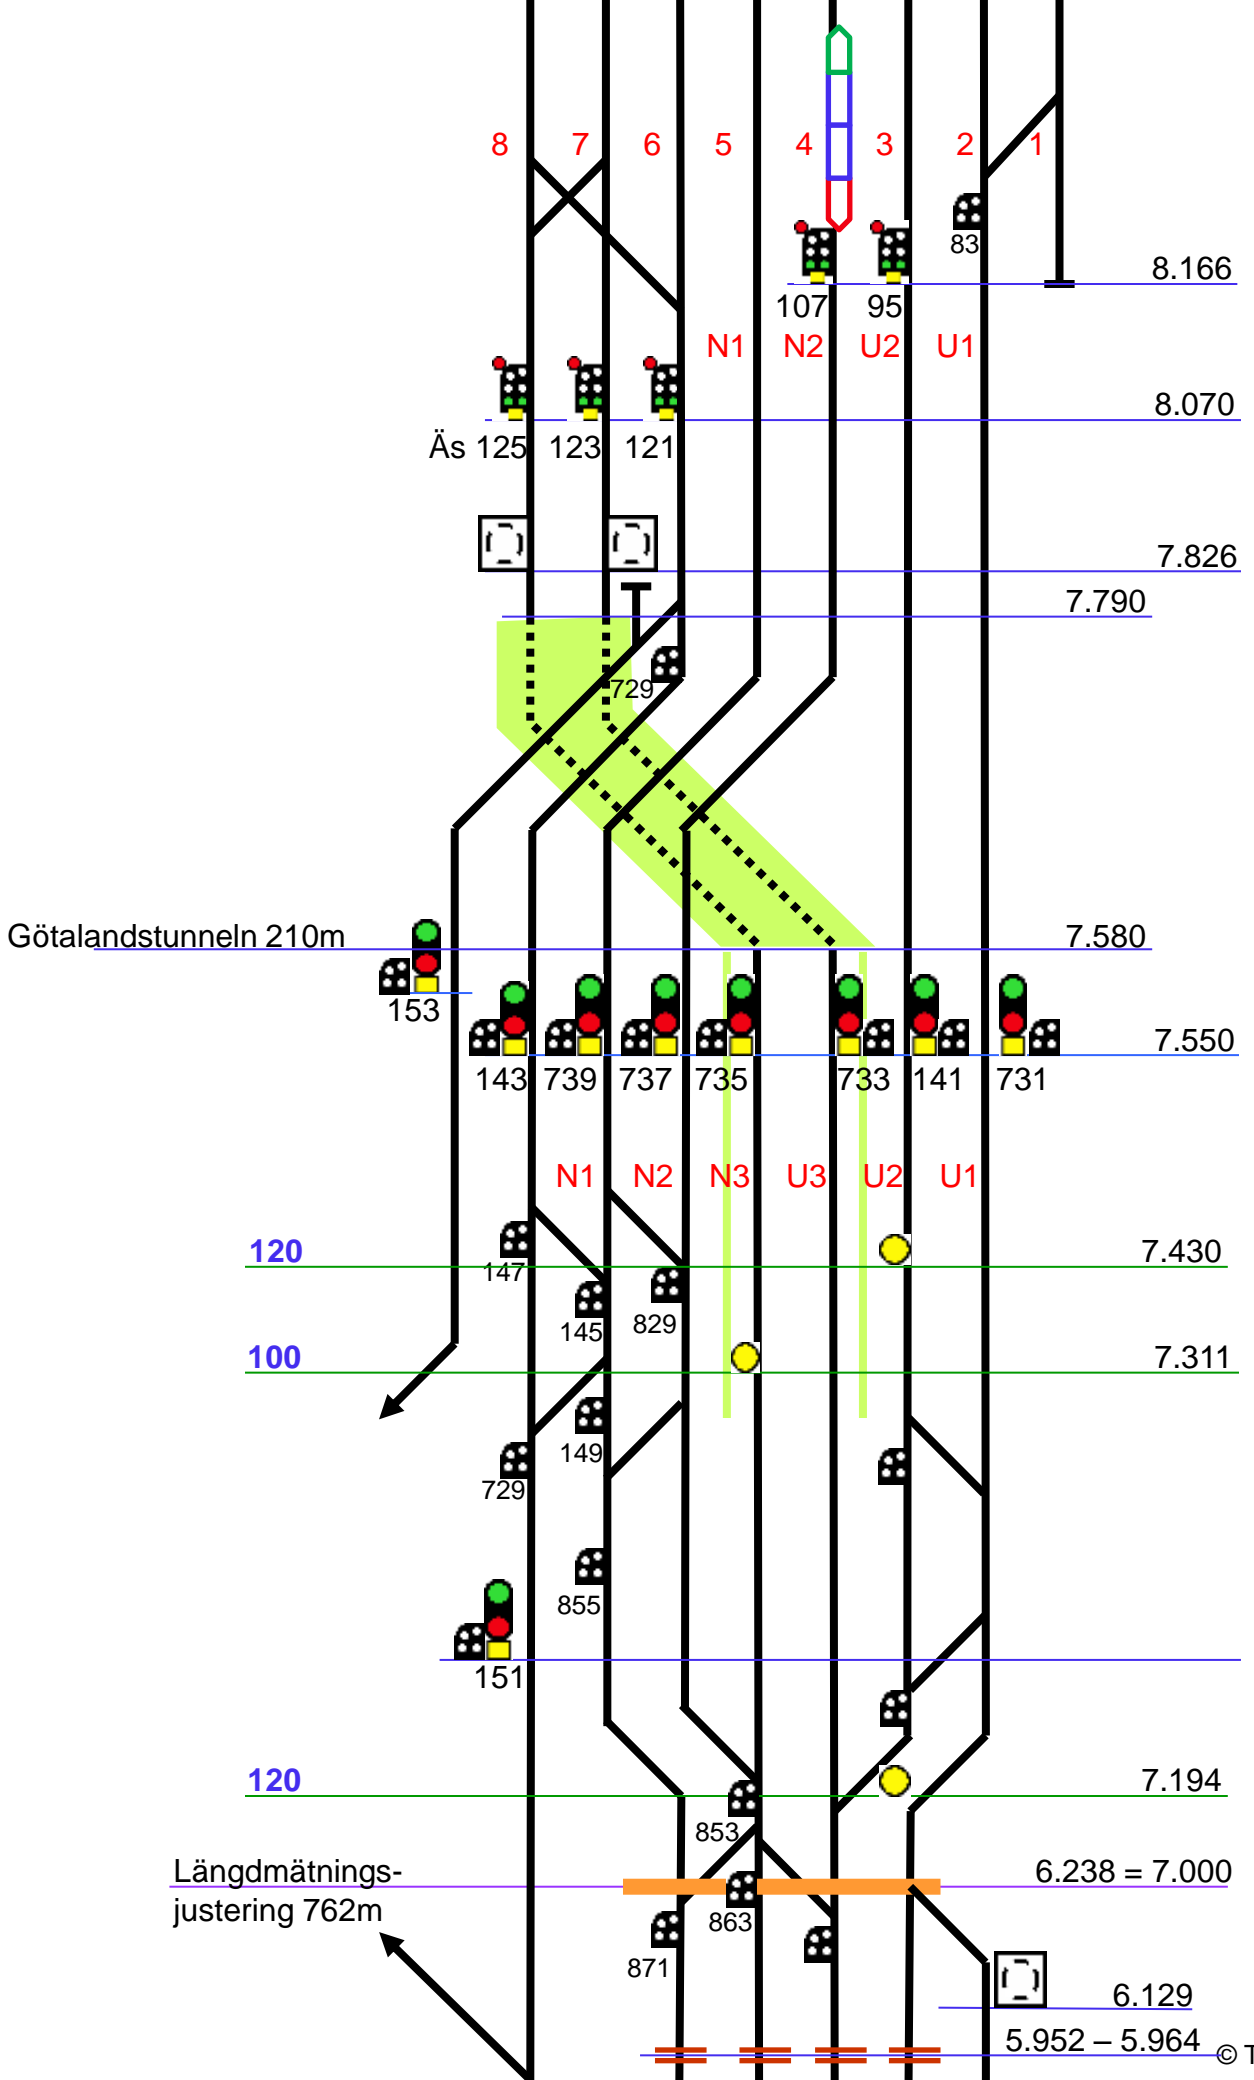 8 7 6 5 4 3 2 1
83
8.166
107 95
N1 N2 U2 U1
8.070
Äs 125 123 121
7.826
7.790
729
Götalandstunneln 210m
7.580
153
7.550
143 739 737 735 733 141 731
N1 N2 N3 U3 U2 U1
120
7.430
147
145
829
100
7.311
149
729
855
151
120
7.194
853
Längdmätnings-
6.238 = 7.000
justering 762m
863
871
6.129
5.952 – 5.964
© T